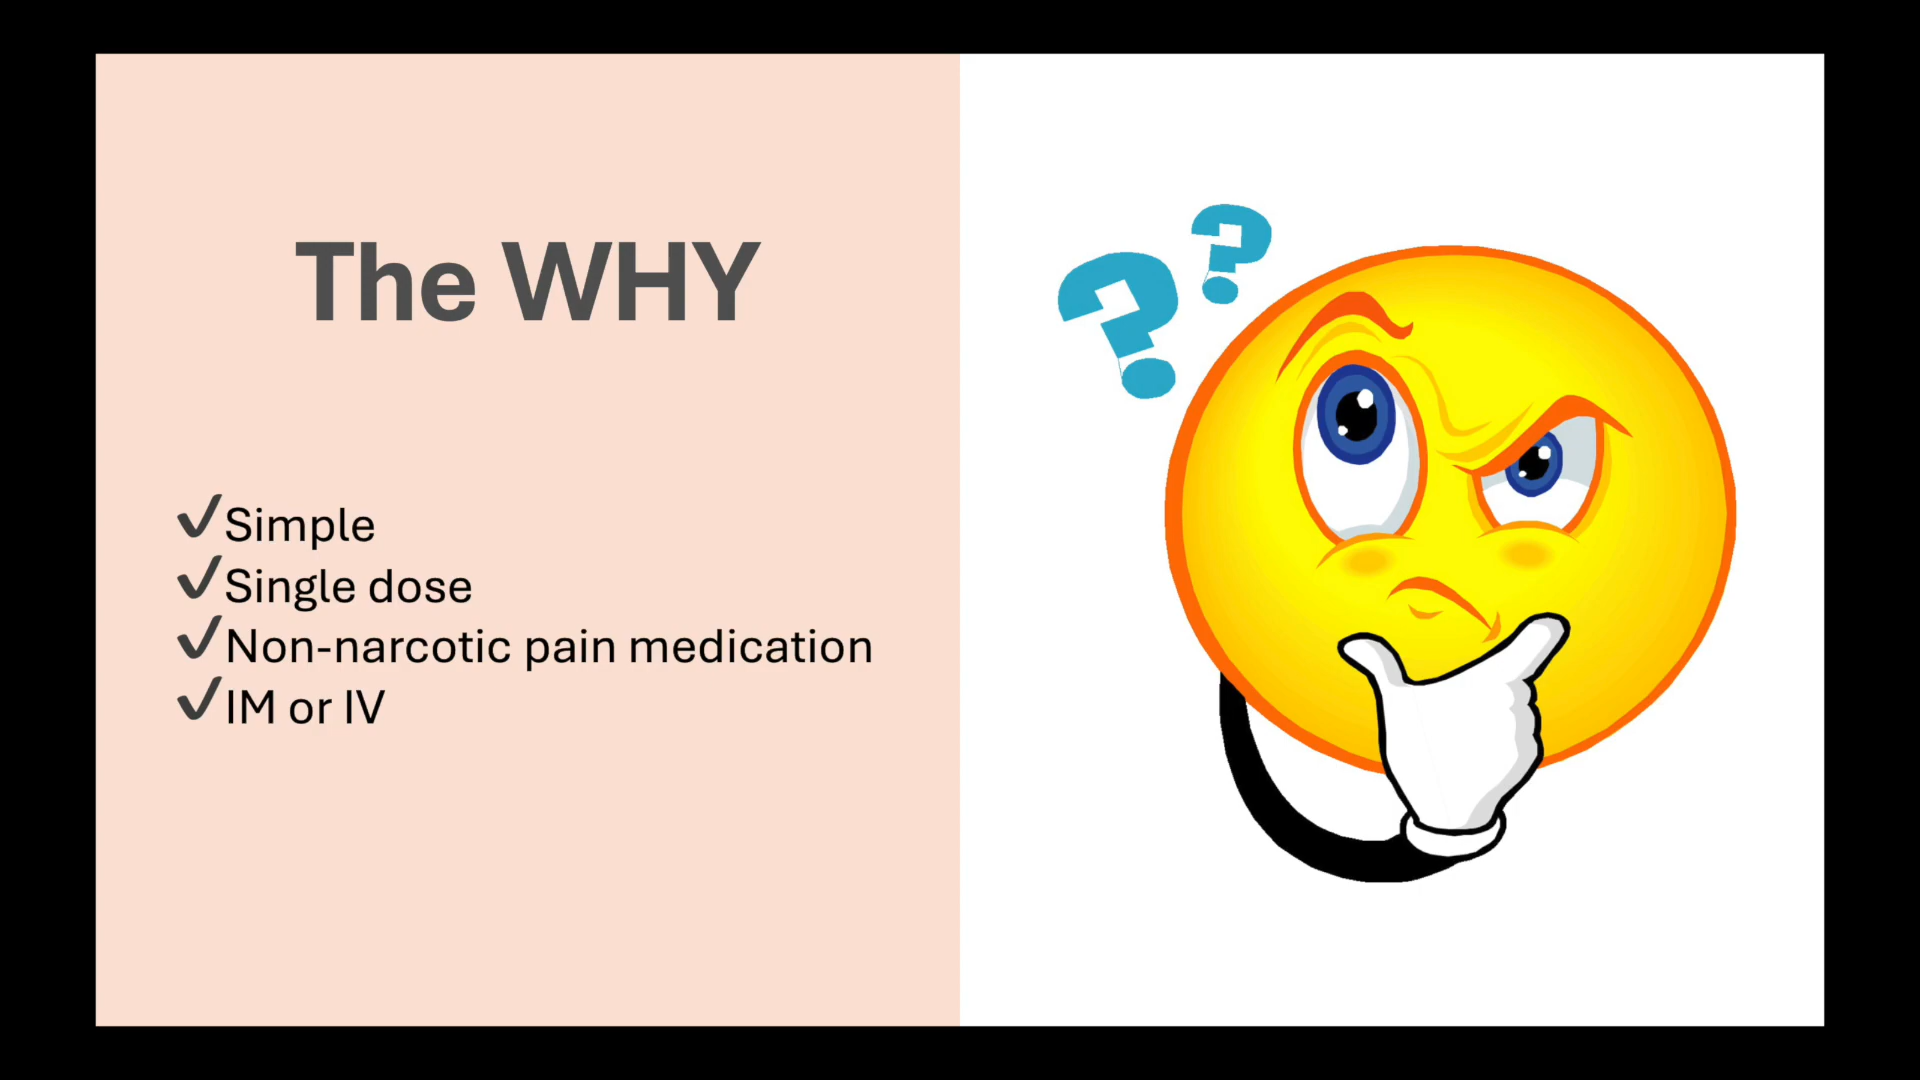 The WHY
✓Simple
✓Single dose
✓Non-narcotic pain medication
✓IM or IV
? ?